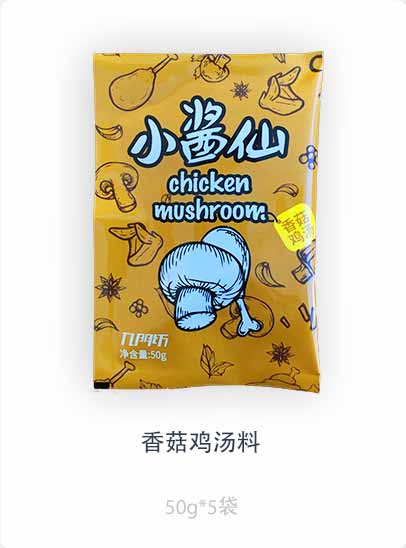 小酱仙
chicken
mushroom.
香菇
鸡汤
净含量:50g
香菇鸡汤料
50g*5袋